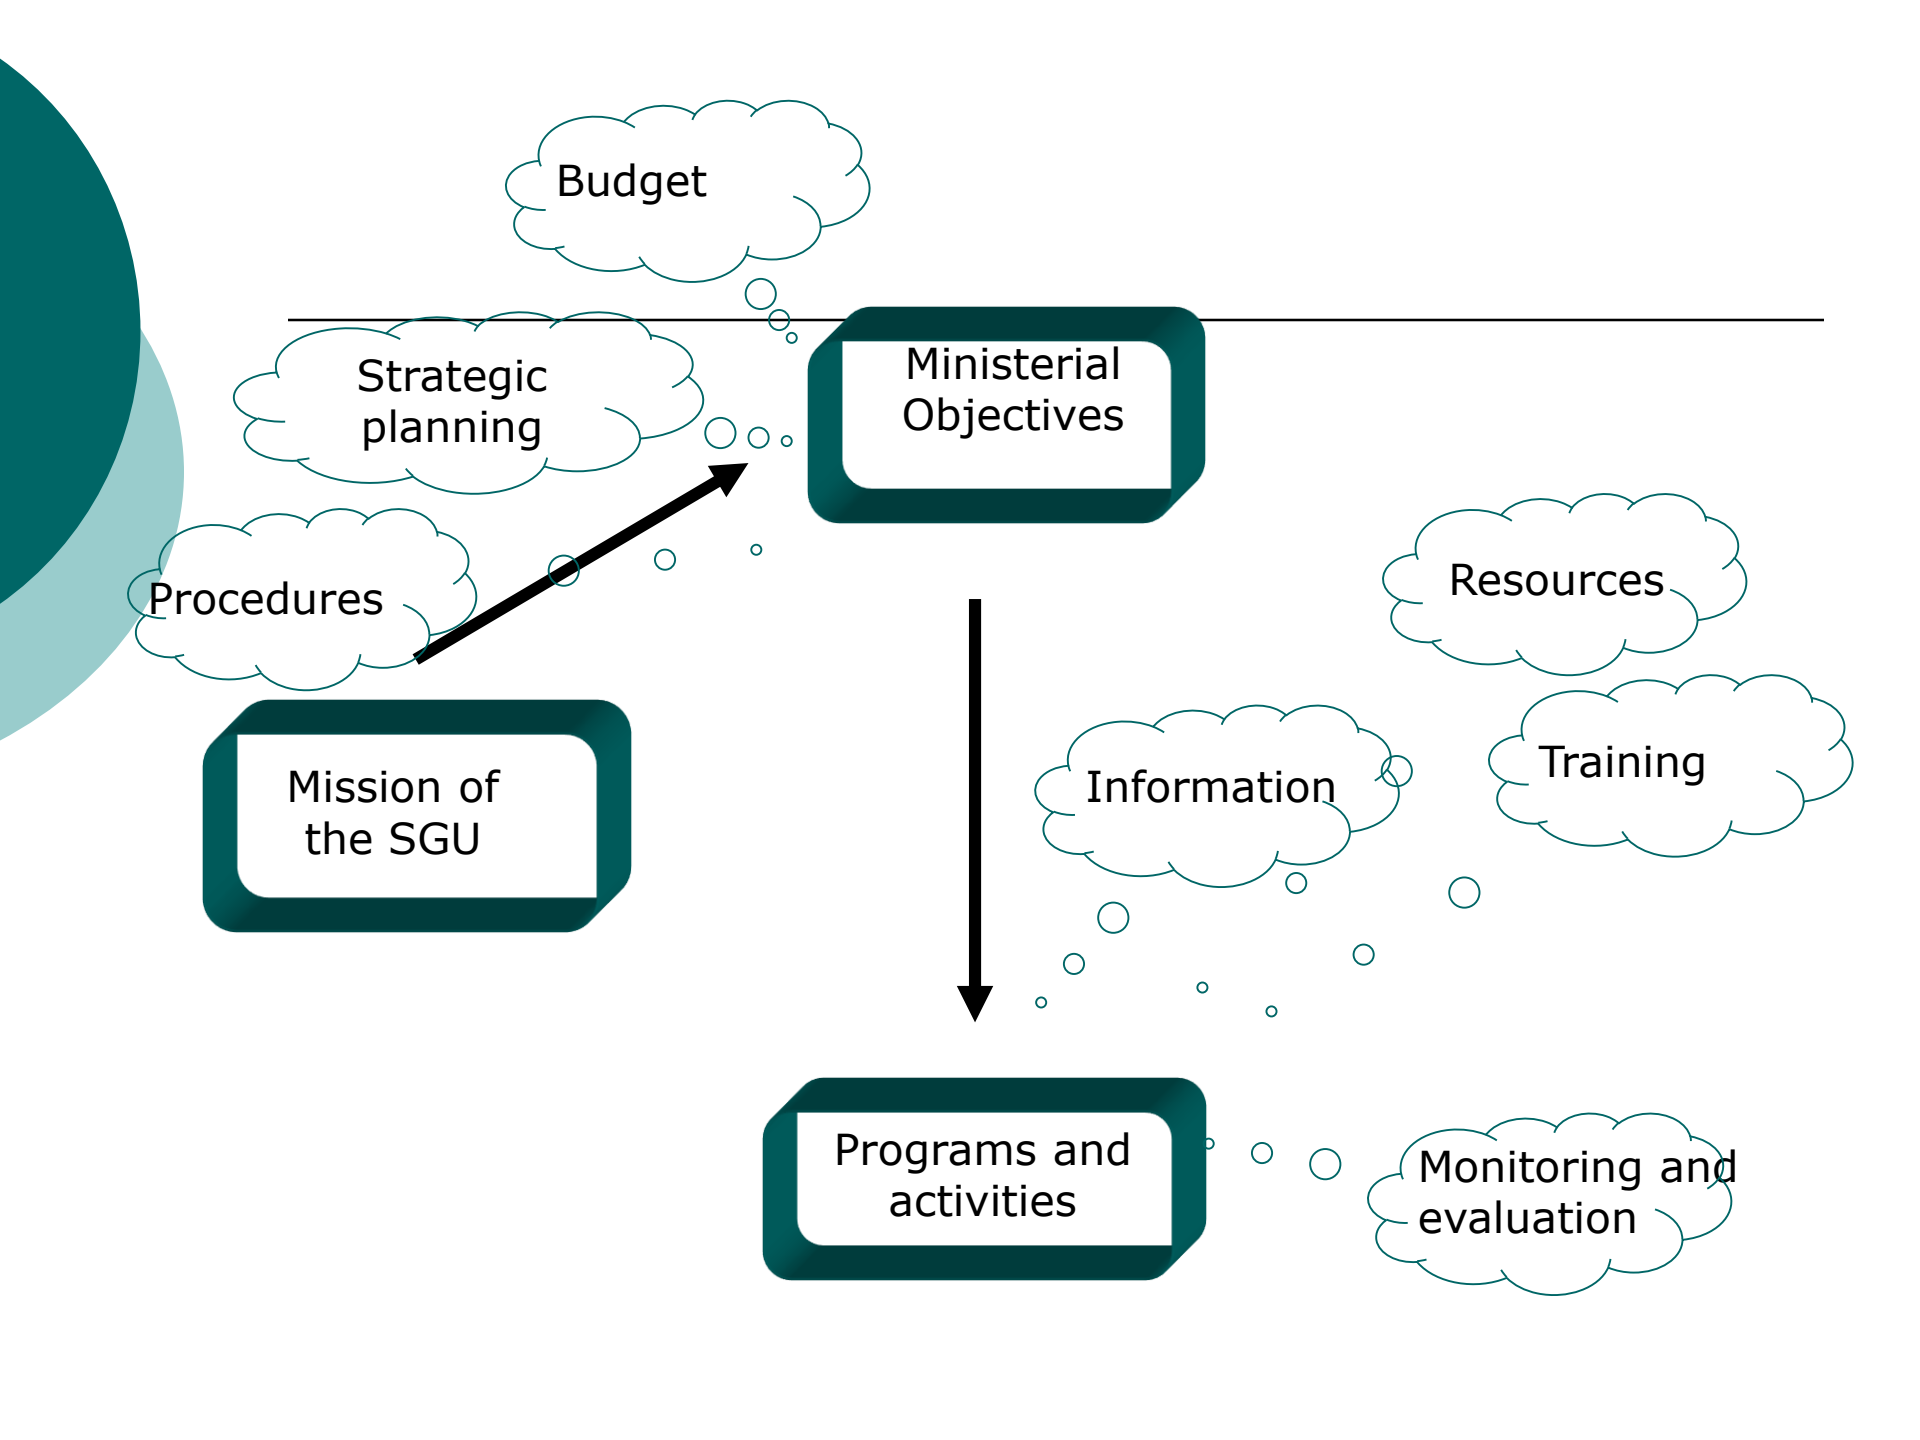 Budget
Strategic
planning
Ministerial
Objectives
Procedures
Resources
Mission of
the SGU
Information
Training
Programs and
activities
Monitoring and
evaluation